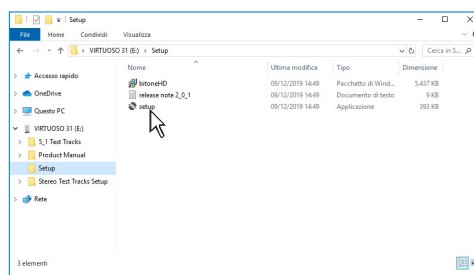 Setup
File Home Condividi Visualizza
VIRTUOSO 31 (E:) > Setup
Cerca in S...
Nome Ultima modifica Tipo Dimensione
Accesso rapido
bitoneHD 09/12/2019 14:49 Pacchetto di Wind... 5.437 KB
OneDrive
release note 2_0_1 09/12/2019 14:49 Documento di testo 9 KB
Questo PC
setup 09/12/2019 14:49 Applicazione 393 KB
VIRTUOSO 31 (E:)
5_1 Test Tracks
Product Manual
Setup
Stereo Test Tracks Setup
Rete
3 elementi